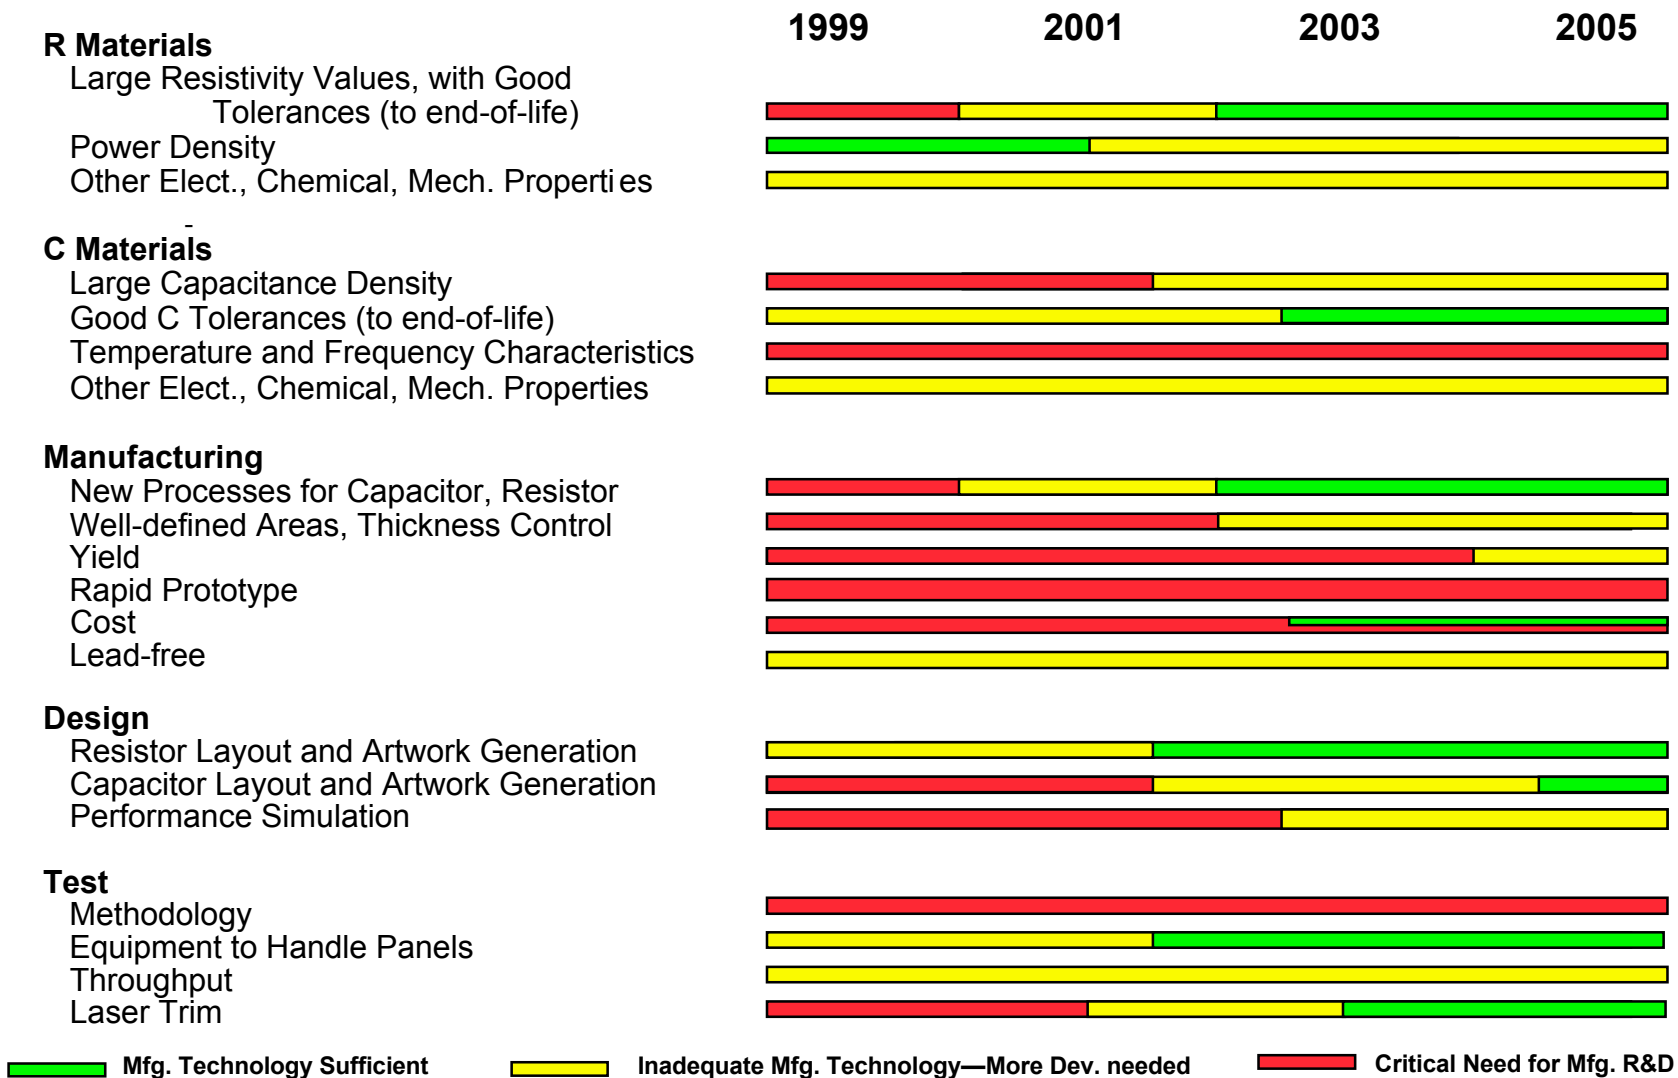 1999 2001 2003 2005
R Materials
Large Resistivity Values, with Good
Tolerances (to end-of-life)
Power Density
Other Elect., Chemical, Mech. Properties
-
C Materials
Large Capacitance Density
Good C Tolerances (to end-of-life)
Temperature and Frequency Characteristics
Other Elect., Chemical, Mech. Properties
Manufacturing
New Processes for Capacitor, Resistor
Well-defined Areas, Thickness Control
Yield
Rapid Prototype
Cost
Lead-free
Design
Resistor Layout and Artwork Generation
Capacitor Layout and Artwork Generation
Performance Simulation
Test
Methodology
Equipment to Handle Panels
Throughput
Laser Trim
Mfg. Technology Sufficient Inadequate Mfg. Technology—More Dev. needed Critical Need for Mfg. R&D